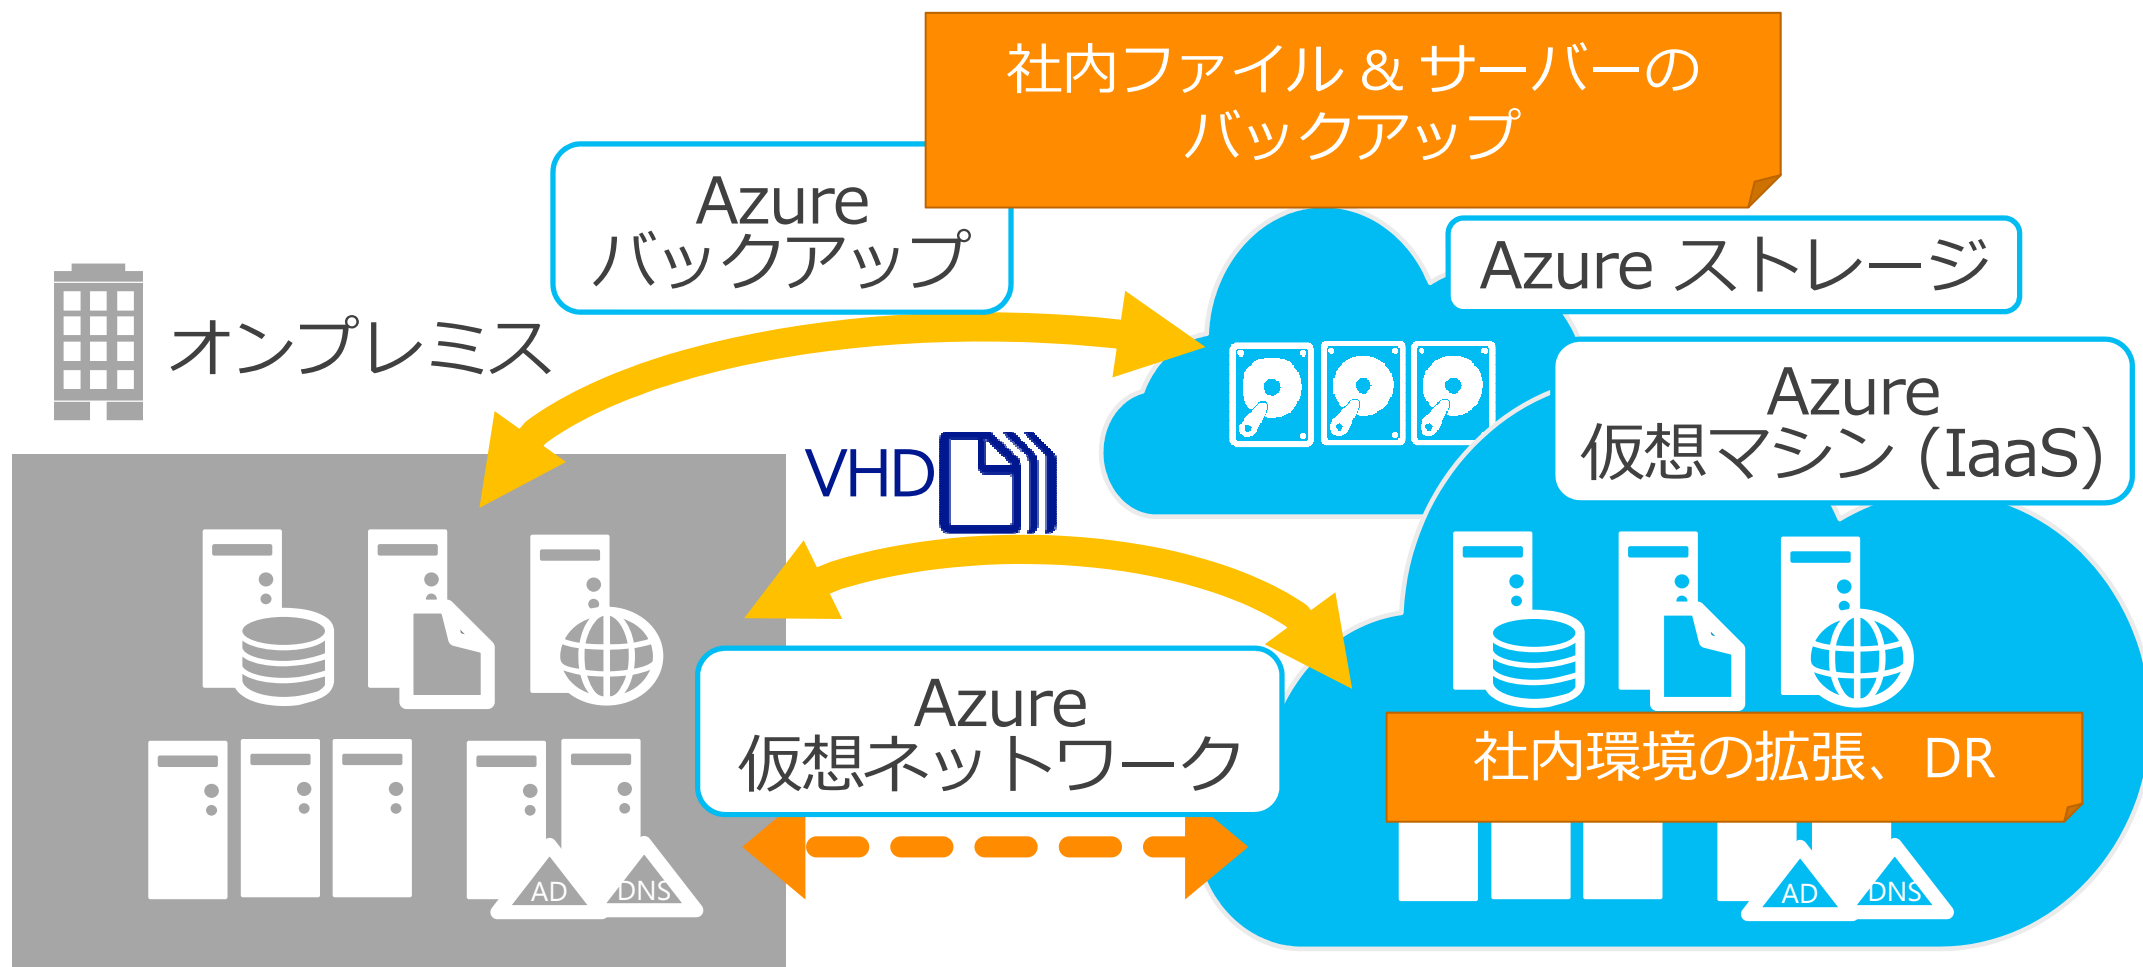 社内ファイル & サーバーの
バックアップ
Azure
バックアップ
Azure ストレージ
オンプレミス
Azure
仮想マシン (IaaS)
VHD
Azure
仮想ネットワーク
社内環境の拡張、DR
AD
DNS
AD
DNS